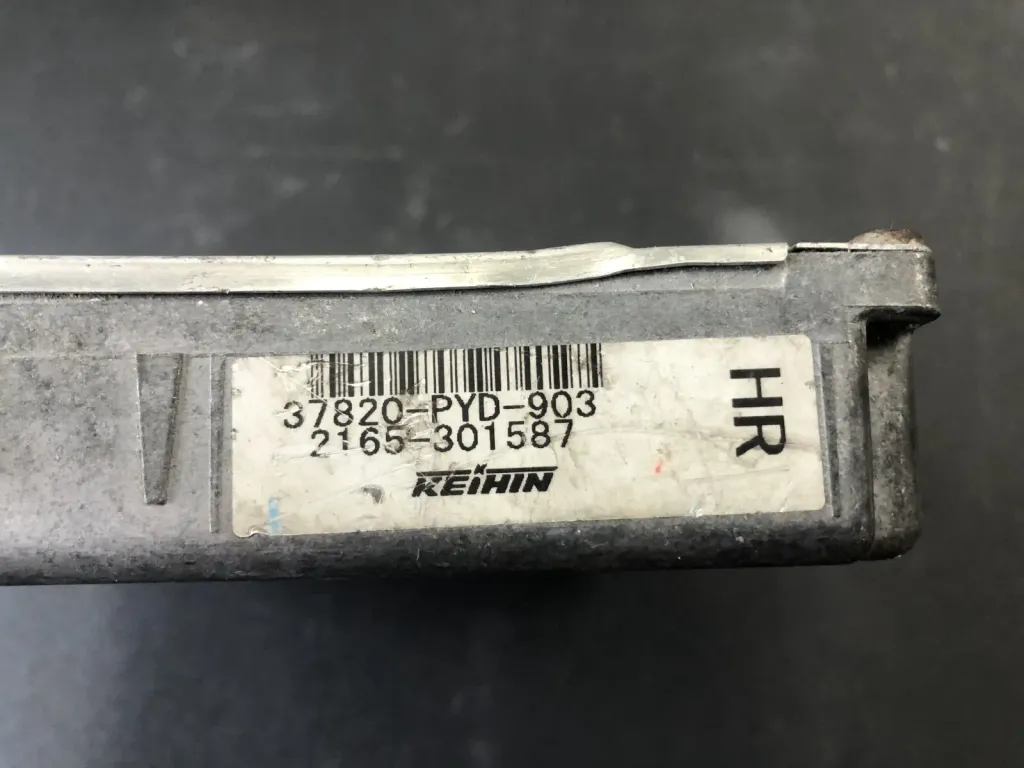 37820-PYD-903
2165-301587
KEIHIN
HR